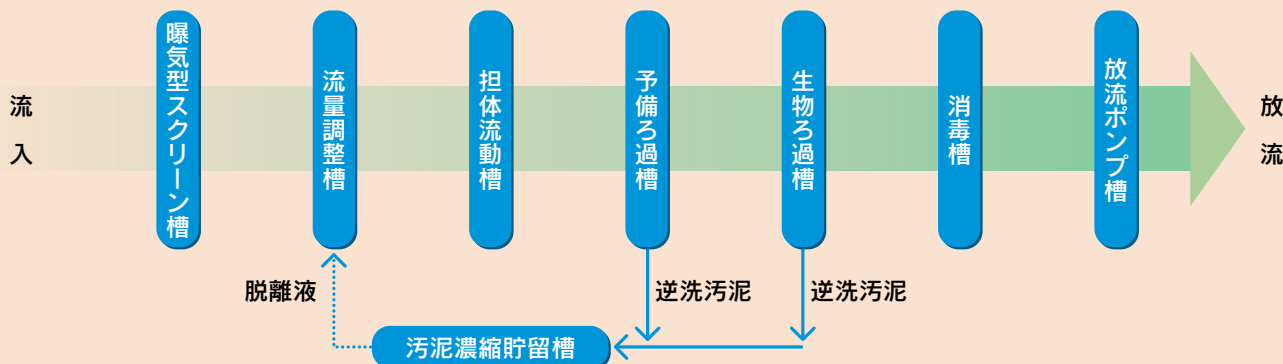 流入
曝気型スクリーン槽
流量調整槽
担体流動槽
予備ろ過槽
生物ろ過槽
消毒槽
放流ポンプ槽
放流
脱離液
逆洗汚泥
逆洗汚泥
汚泥濃縮貯留槽